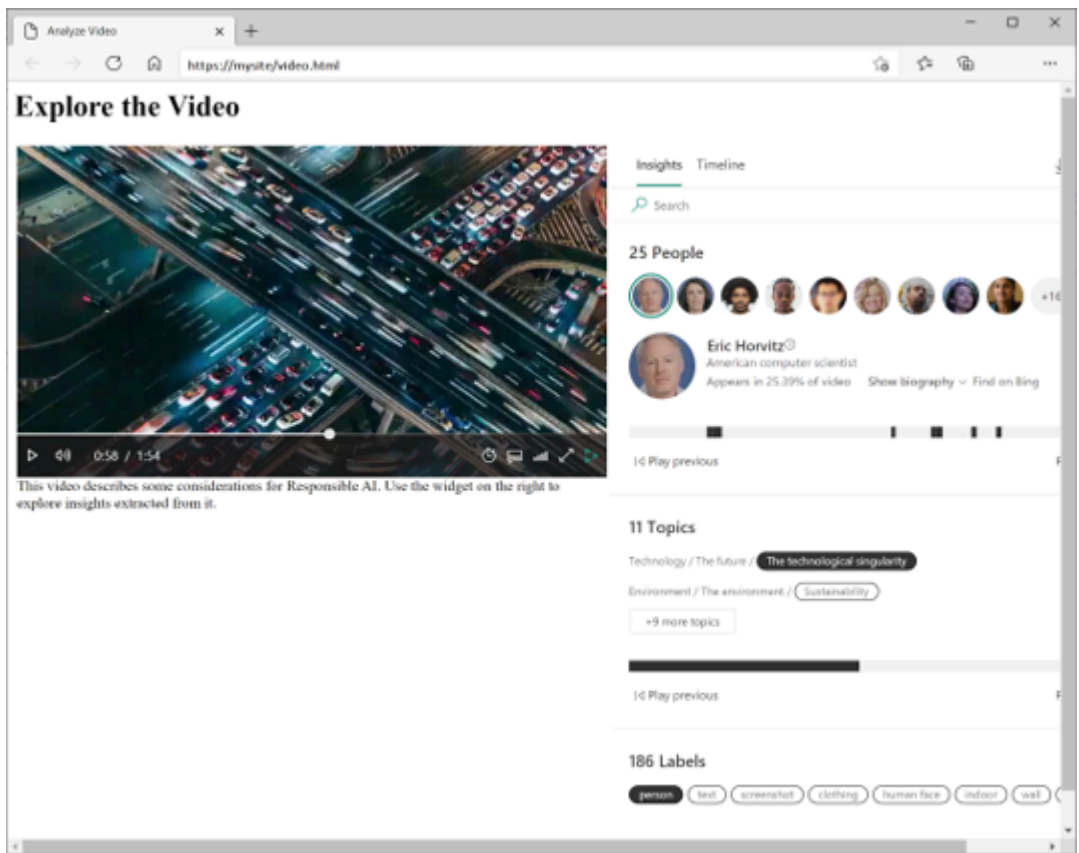 Analyze Video
https://mysite/video.html
Explore the Video
0:58 / 1:54
This video describes some considerations for Responsible AI. Use the widget on the right to
explore insights extracted from it.
Insights Timeline
Search
25 People
+16
Eric Horvitz
American computer scientist
Appears in 25.39% of video Show biography Find on Bing
Play previous
11 Topics
Technology / The future / The technological singularity
Environment / The environment / Sustainability
+9 more topics
Play previous
186 Labels
person text screenshot clothing human face indoor wall